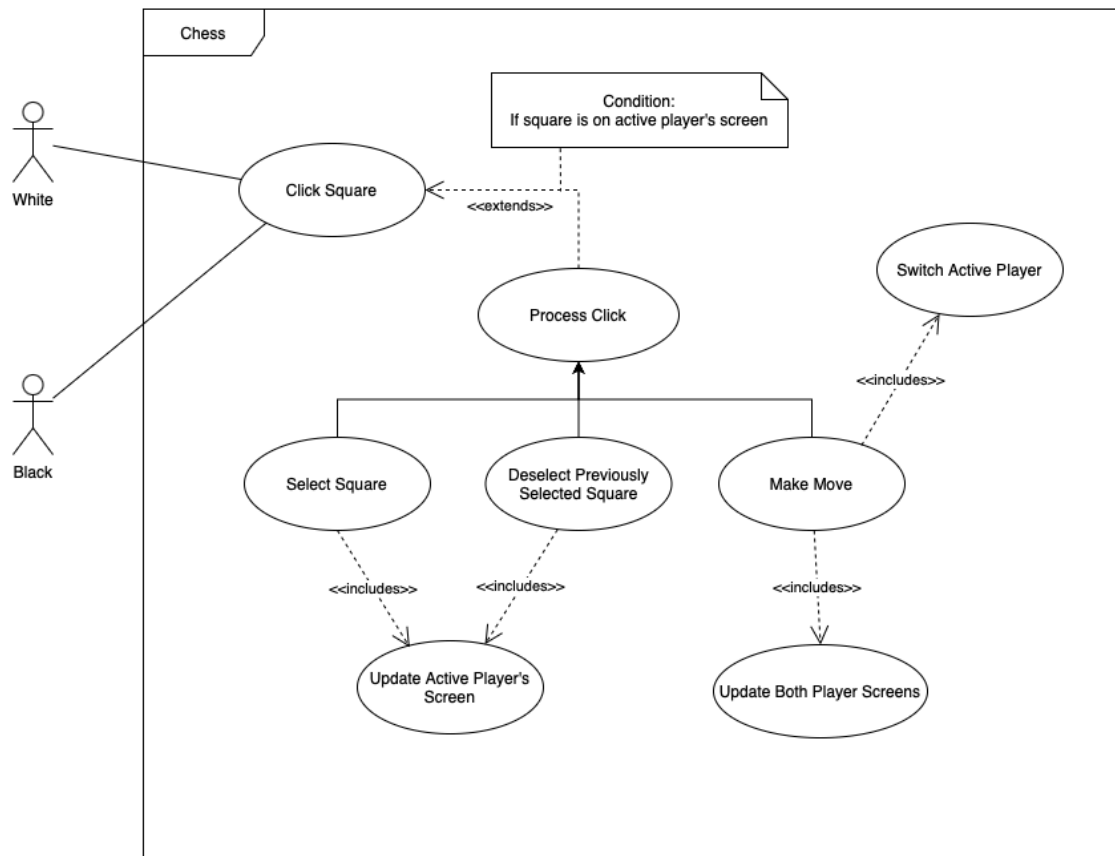 Chess
Condition:
If square is on active player's screen
White
Click Square
<<extends>>
Switch Active Player
Process Click
<<includes>>
Black
Select Square
Deselect Previously
Selected Square
Make Move
<<includes>>
<<includes>>
<<includes>>
Update Active Player's
Screen
Update Both Player Screens